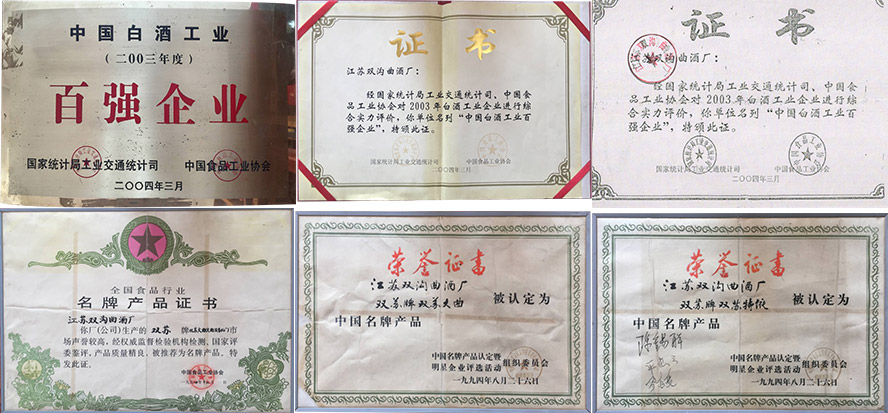 中国白酒工业
（二00三年度）
百强企业
国家统计局工业交通统计司 中国食品工业协会
二〇〇四年三月
证书
江苏双沟曲酒厂：
经国家统计局工业交通统计司、中国食
品工业协会对2003年白酒工业企业进行综
合实力评价，你单位名列“中国白酒工业百
强企业”，特颁此证。
国家统计局工业交通统计司 中国食品工业协会
二〇〇四年三月
证书
江苏双沟曲酒厂：
经国家统计局工业交通统计司、中国食
品工业协会对2003年白酒工业企业进行综
合实力评价，你单位名列“中国白酒工业百
强企业”，特颁此证。
国家统计局工业交通统计司 中国食品工业协会
二〇〇四年三月
全国食品行业
名牌产品证书
江苏双沟曲酒厂
你厂（公司）生产的 双苏 牌 市
场声誉较高，经权威监督检验机构检测、国家评
委鉴评，产品质量精良，被推荐为名牌产品，特
发此证。
中国食品工业协会
荣誉证书
江苏双沟曲酒厂
双苏牌双苏大曲 被认定为
中国名牌产品
中国名牌产品认定暨
明星企业评选活动 组织委员会
一九九四年八月二十六日
荣誉证书
江苏双沟曲酒厂
双苏牌双苏特液 被认定为
中国名牌产品
中国名牌产品认定暨
明星企业评选活动 组织委员会
一九九四年八月二十六日